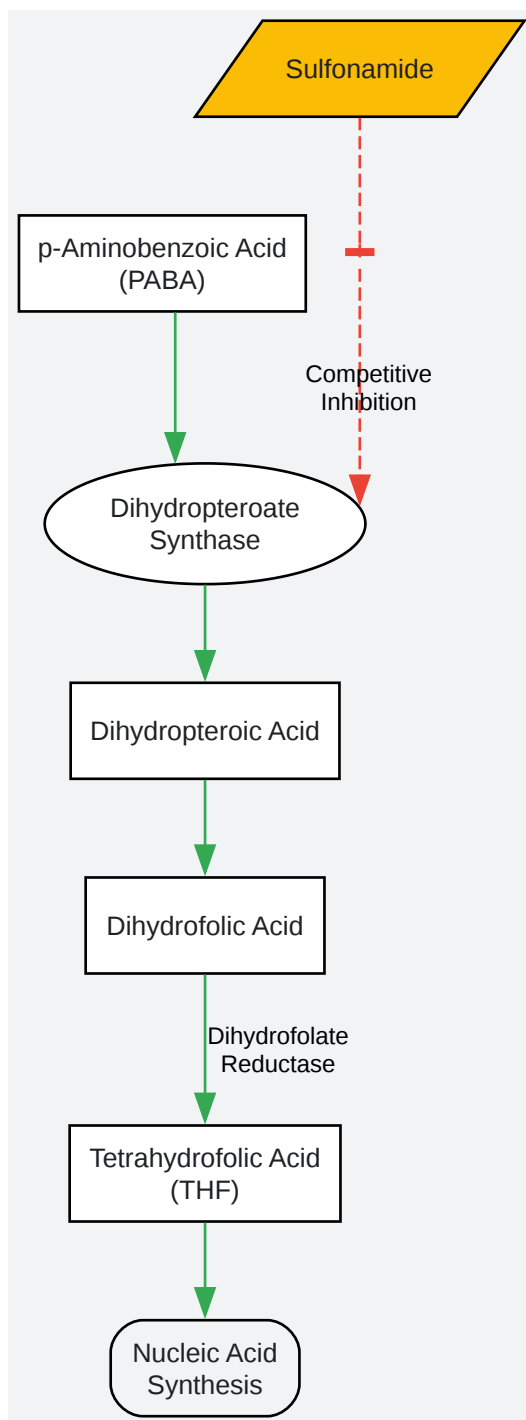 Sulfonamide
p-Aminobenzoic Acid
(PABA)
Competitive
Inhibition
Dihydropteroate
Synthase
Dihydropteroic Acid
Dihydrofolic Acid
Dihydrofolate
Reductase
Tetrahydrofolic Acid
(THF)
Nucleic Acid
Synthesis